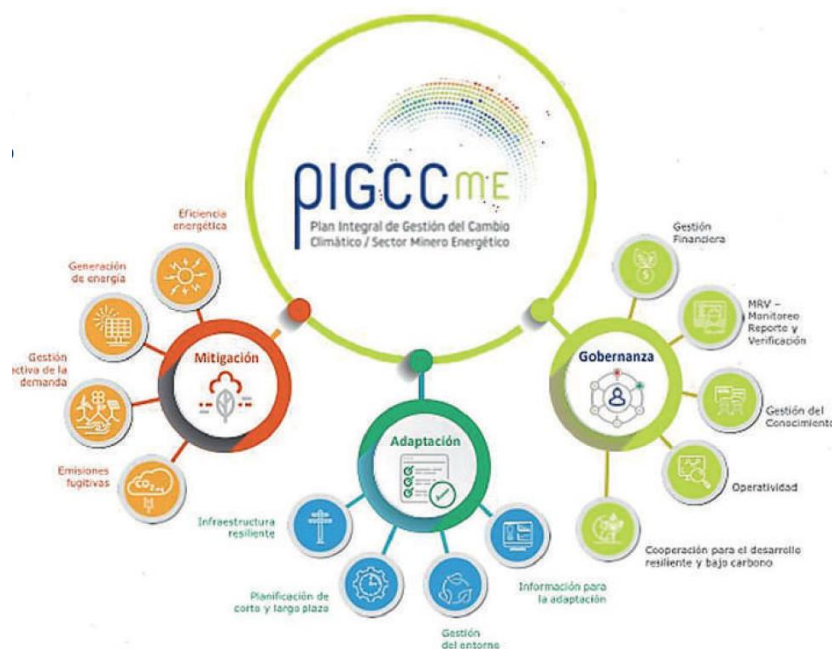 PIGCCME
Plan Integral de Gestión del Cambio
Climático / Sector Minero Energético
Eficiencia
energética
Generación
de energía
Gestión
ctiva de la
demanda
Emisiones
fugitivas
Mitigación
CO₂
Adaptación
Infraestructura
resiliente
Planificación de
corto y largo plazo
Gestión
del entorno
Información para
la adaptación
Gobernanza
Gestión
Financiera
$
MRV –
Monitoreo
Reporte y
Verificación
Gestión del
Conocimiento
Operatividad
Cooperación para el desarrollo
resiliente y bajo carbono